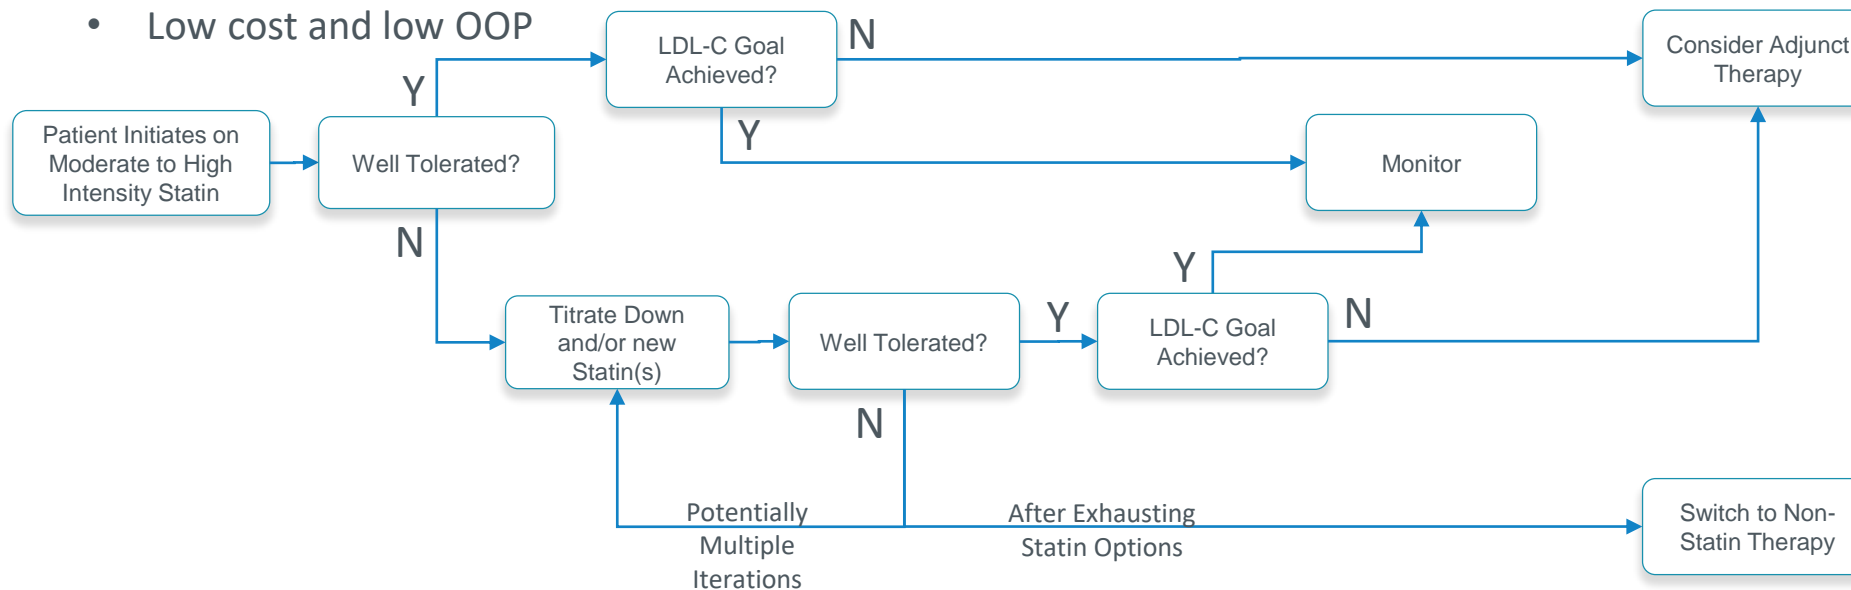 • Low cost and low OOP
LDL-C Goal
Achieved?
N
Consider Adjunct
Therapy
Y
Y
Patient Initiates on
Moderate to High
Intensity Statin
Well Tolerated?
Monitor
N
Y
Titrate Down
and/or new
Statin(s)
Well Tolerated?
Y
LDL-C Goal
Achieved?
N
N
Potentially
Multiple
Iterations
After Exhausting
Statin Options
Switch to Non-
Statin Therapy